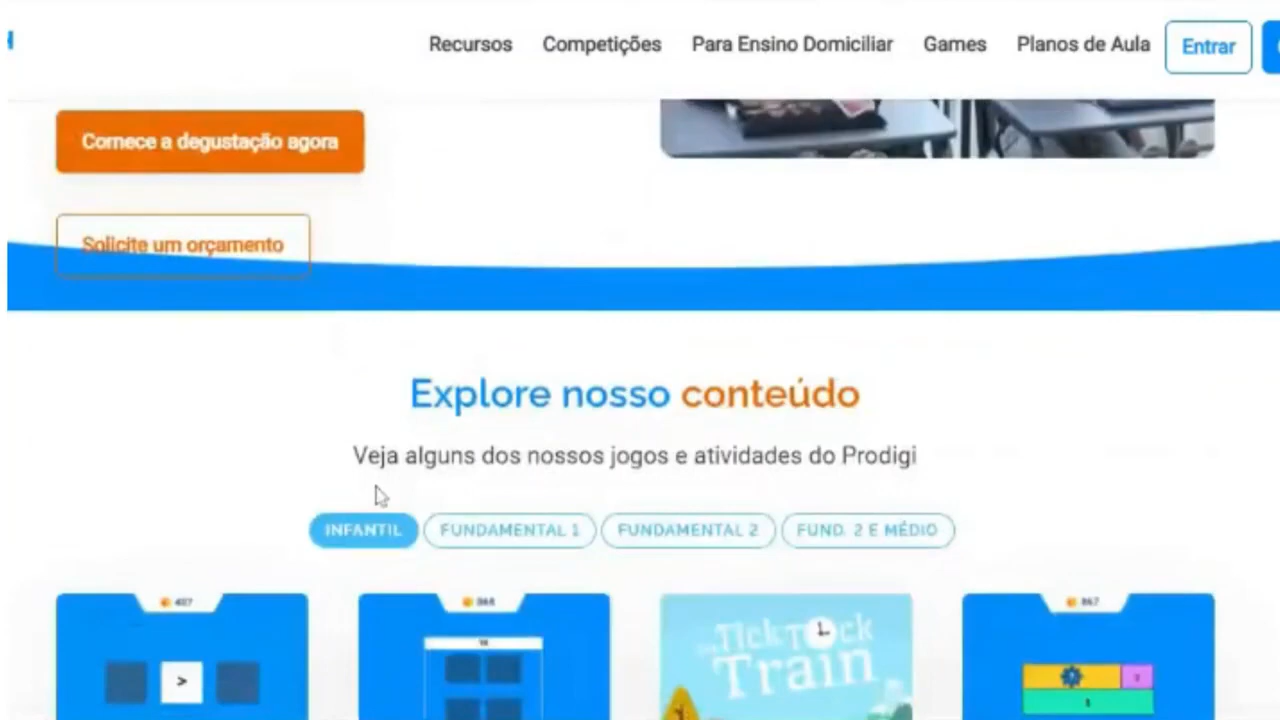 Recursos Competições Para Ensino Domiciliar Games Planos de Aula Entrar
Comece a degustação agora
Solicite um orçamento
Explore nosso conteúdo
Veja alguns dos nossos jogos e atividades do Prodigi
INFANTIL FUNDAMENTAL 1 FUNDAMENTAL 2 FUND. 2 E MÉDIO
>
Tick Tock
Train